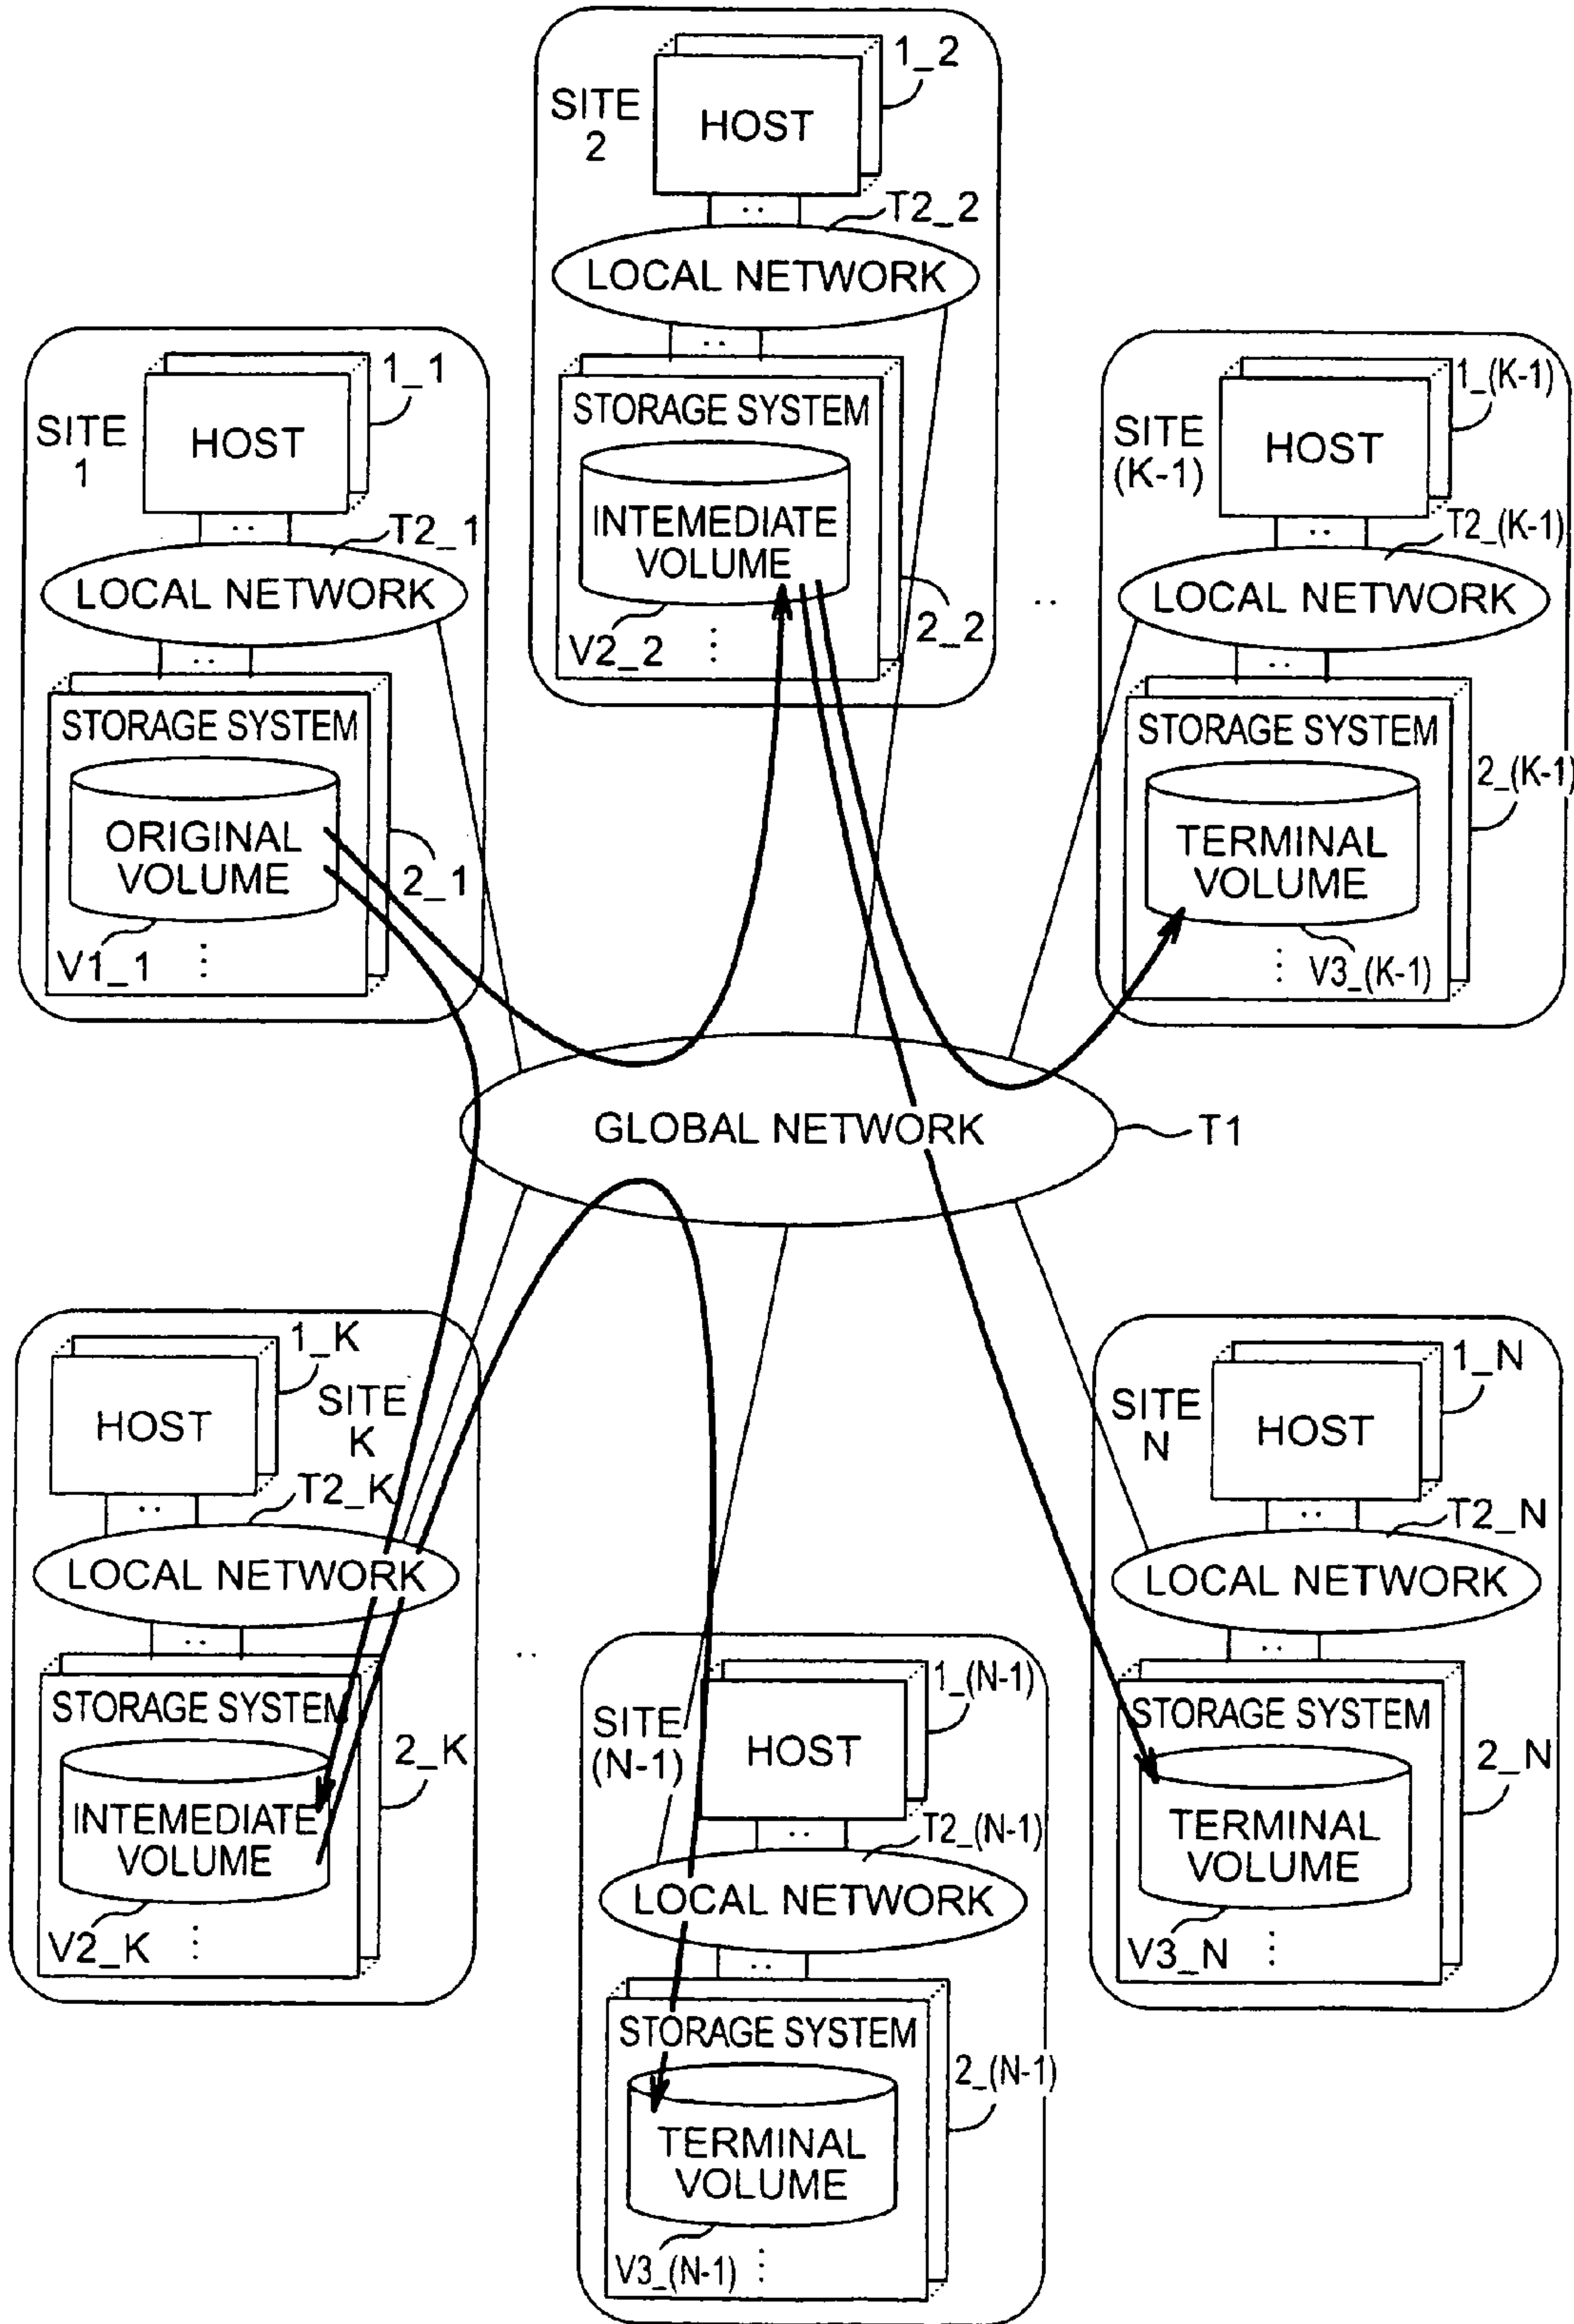 1_2
SITE
2
HOST
T2_2
LOCAL NETWORK
STORAGE SYSTEM
INTEMEDIATE
VOLUME
V2_2
2_2
1_1
SITE
1
HOST
T2_1
LOCAL NETWORK
STORAGE SYSTEM
ORIGINAL
VOLUME
2_1
V1_1
1_(K-1)
SITE
(K-1)
HOST
T2_(K-1)
LOCAL NETWORK
STORAGE SYSTEM
2_(K-1)
TERMINAL
VOLUME
V3_(K-1)
GLOBAL NETWORK
T1
1_K
HOST
SITE
K
T2_K
LOCAL NETWORK
STORAGE SYSTEM
2_K
INTEMEDIATE
VOLUME
V2_K
1_(N-1)
SITE
(N-1)
HOST
T2_(N-1)
LOCAL NETWORK
STORAGE SYSTEM
2_(N-1)
TERMINAL
VOLUME
V3_(N-1)
1_N
SITE
N
HOST
T2_N
LOCAL NETWORK
STORAGE SYSTEM
2_N
TERMINAL
VOLUME
V3_N